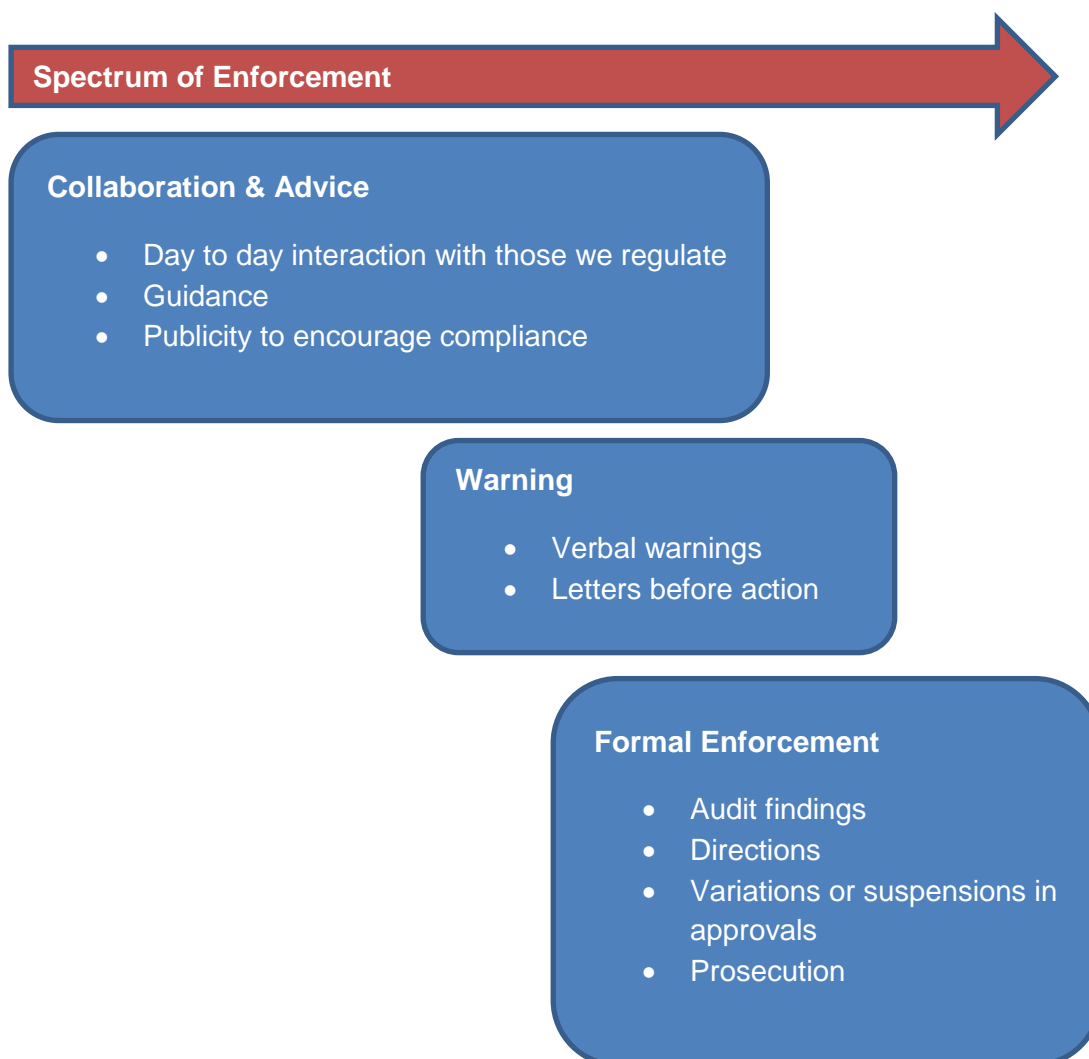 Spectrum of Enforcement
Collaboration & Advice
• Day to day interaction with those we regulate
• Guidance
• Publicity to encourage compliance
Warning
• Verbal warnings
• Letters before action
Formal Enforcement
• Audit findings
• Directions
• Variations or suspensions in
approvals
• Prosecution